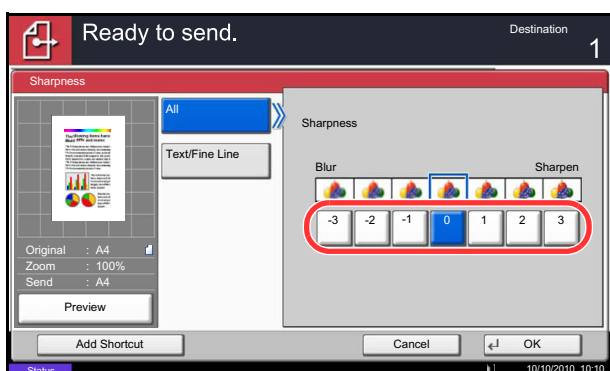 Ready to send.
Destination
1
Sharpness
All
Text/Fine Line
Sharpness
Blur
Sharpen
-3 -2 -1 0 1 2 3
Original : A4
Zoom : 100%
Send : A4
Preview
Add Shortcut
Cancel
OK
Status
10/10/2010 10:10